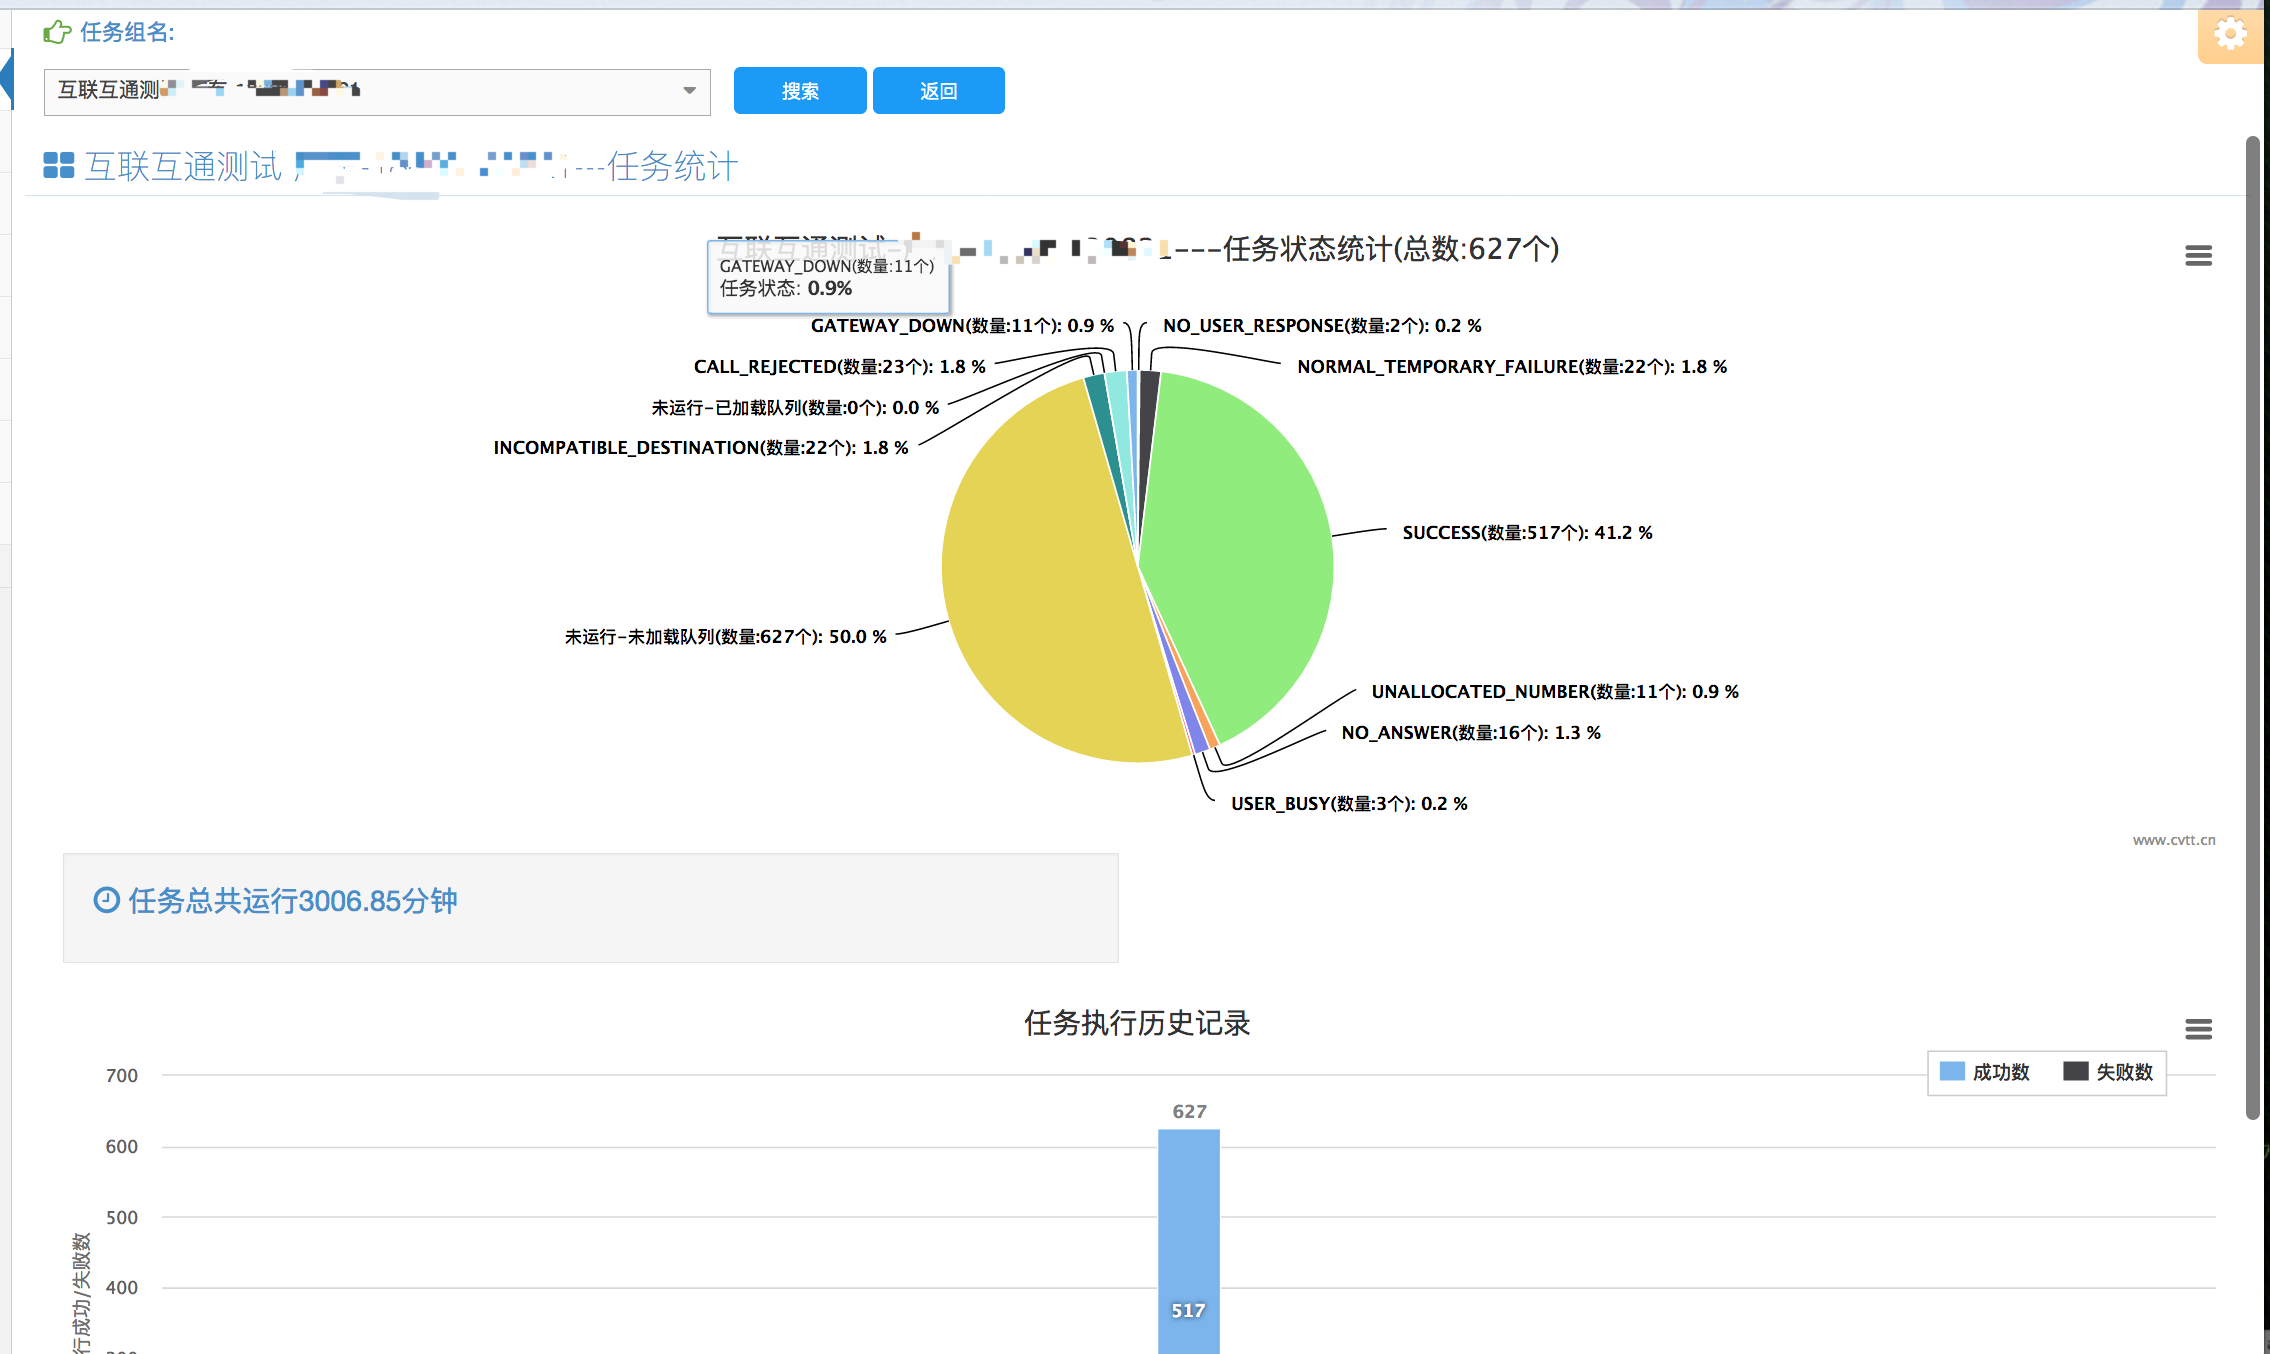 任务组名:
互联互通测
搜索
返回
互联互通测试
---任务统计
互联互通测试-
---任务状态统计(总数:627个)
GATEWAY_DOWN(数量:11个)
任务状态: 0.9%
GATEWAY_DOWN(数量:11个): 0.9 %
NO_USER_RESPONSE(数量:2个): 0.2 %
CALL_REJECTED(数量:23个): 1.8 %
NORMAL_TEMPORARY_FAILURE(数量:22个): 1.8 %
未运行-已加载队列(数量:0个): 0.0 %
INCOMPATIBLE_DESTINATION(数量:22个): 1.8 %
SUCCESS(数量:517个): 41.2 %
未运行-未加载队列(数量:627个): 50.0 %
UNALLOCATED_NUMBER(数量:11个): 0.9 %
NO_ANSWER(数量:16个): 1.3 %
USER_BUSY(数量:3个): 0.2 %
www.cvtt.cn
任务总共运行3006.85分钟
任务执行历史记录
成功数
失败数
700
627
600
500
400
517
行成功/失败数